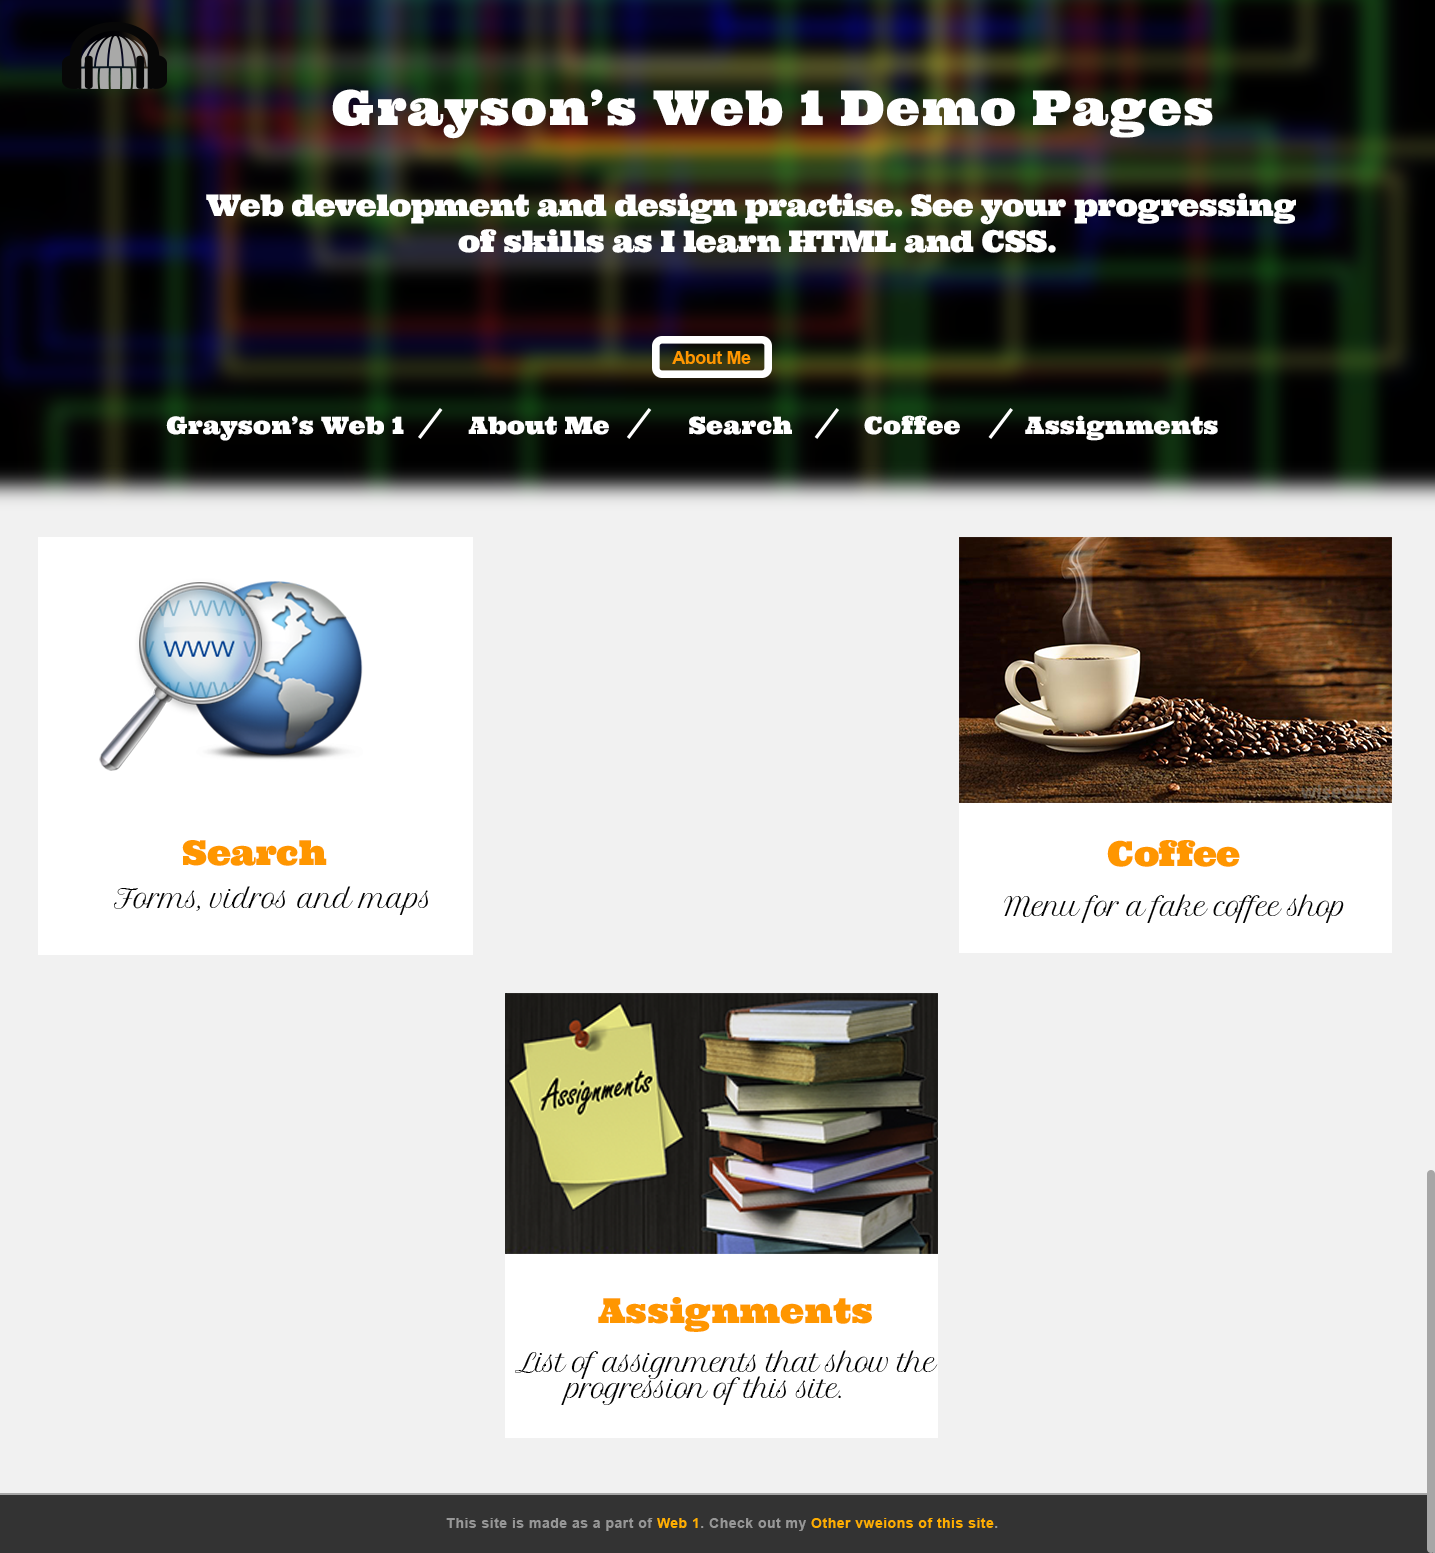 Grayson's Web 1 Demo Pages
Web development and design practise. See your progressing
of skills as I learn HTML and CSS.
About Me
Grayson's Web 1 / About Me / Search / Coffee / Assignments
W WWW
WWW W
WWW
Search
Forms, vidros and maps
wiseGEEK
Coffee
Menu for a fake coffee shop
Assignments
Assignments
List of assignments that show the
progression of this site.
This site is made as a part of Web 1. Check out my Other vweions of this site.